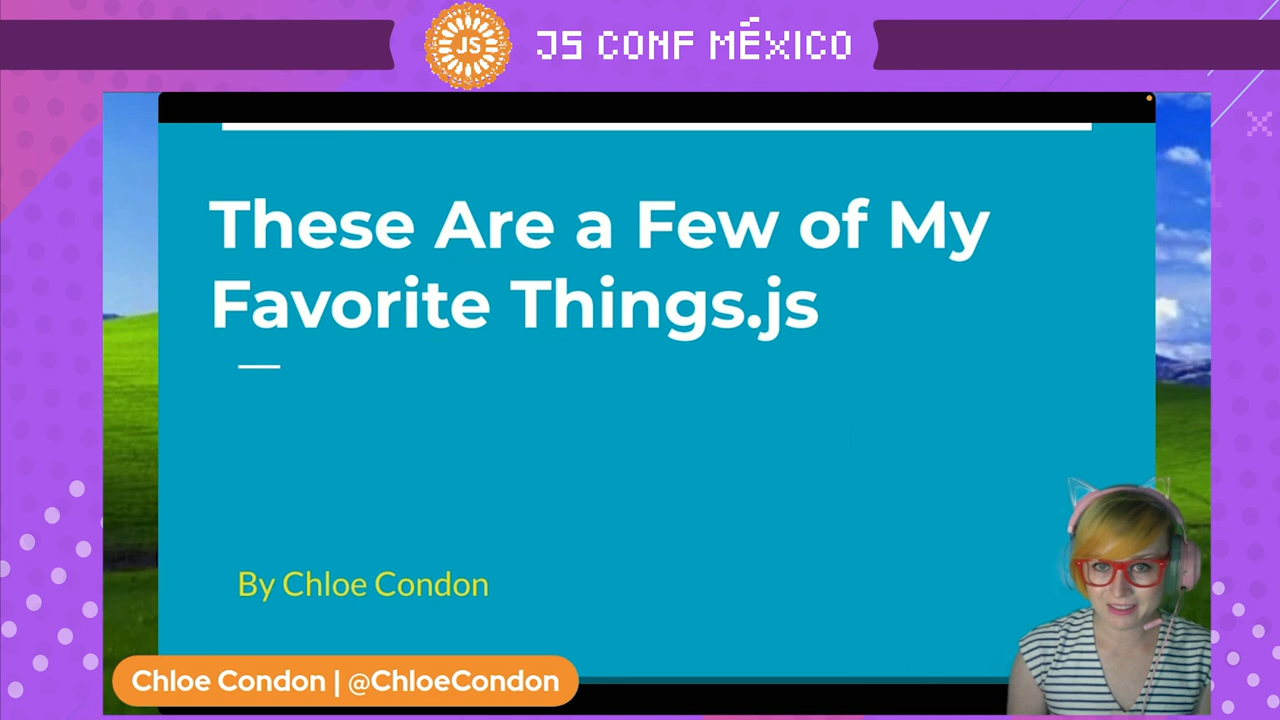 JS
JS CONF MÉXICO
These Are a Few of My
Favorite Things.js
By Chloe Condon
Chloe Condon | @ChloeCondon